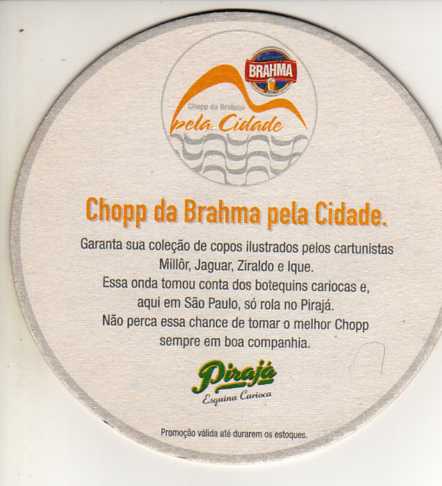 BRAHMA
Chopp da Brahma
pela Cidade
Chopp da Brahma pela Cidade.
Garanta sua coleção de copos ilustrados pelos cartunistas
Millôr, Jaguar, Ziraldo e Ique.
Essa onda tomou conta dos botequins cariocas e,
aqui em São Paulo, só rola no Pirajá.
Não perca essa chance de tomar o melhor Chopp
sempre em boa companhia.
Pirajá
Esquina Carioca
Promoção válida até durarem os estoques.